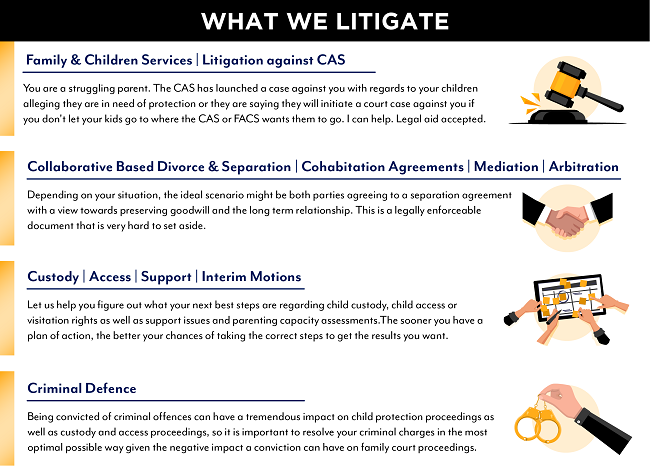 WHAT WE LITIGATE
Family & Children Services | Litigation against CAS
You are a struggling parent. The CAS has launched a case against you with regards to your children
alleging they are in need of protection or they are saying they will initiate a court case against you if
you don't let your kids go to where the CAS or FACS wants them to go. I can help. Legal aid accepted.
Collaborative Based Divorce & Separation | Cohabitation Agreements | Mediation | Arbitration
Depending on your situation, the ideal scenario might be both parties agreeing to a separation agreement
with a view towards preserving goodwill and the long term relationship. This is a legally enforceable
document that is very hard to set aside.
Custody | Access | Support | Interim Motions
Let us help you figure out what your next best steps are regarding child custody, child access or
visitation rights as well as support issues and parenting capacity assessments.The sooner you have a
plan of action, the better your chances of taking the correct steps to get the results you want.
Criminal Defence
Being convicted of criminal offences can have a tremendous impact on child protection proceedings as
well as custody and access proceedings, so it is important to resolve your criminal charges in the most
optimal possible way given the negative impact a conviction can have on family court proceedings.